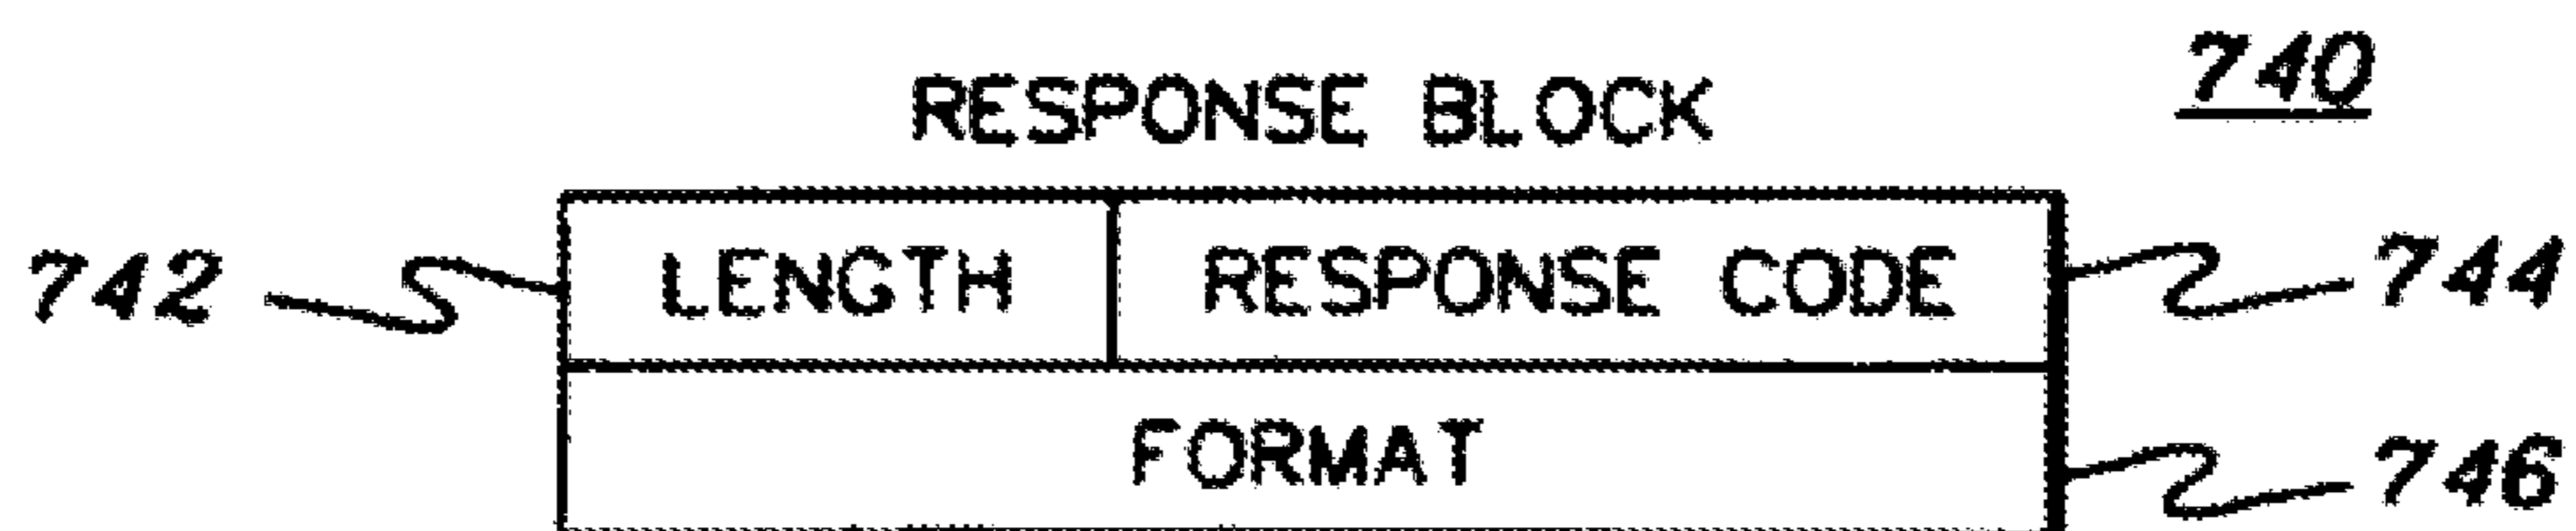 740
RESPONSE BLOCK
742 LENGTH RESPONSE CODE 744
FORMAT 746